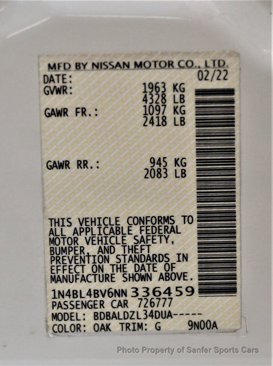 MFD BY NISSAN MOTOR CO., LTD.
DATE: 02/22
GVWR: 1963 KG
4328 LB
GAWR FR.: 1097 KG
2418 LB
GAWR RR.: 945 KG
2083 LB
THIS VEHICLE CONFORMS TO
ALL APPLICABLE FEDERAL
MOTOR VEHICLE SAFETY,
BUMPER, AND THEFT
PREVENTION STANDARDS IN
EFFECT ON THE DATE OF
MANUFACTURE SHOWN ABOVE.
1N4BL4BV6NN336459
PASSENGER CAR 726777
MODEL: BDBALDZL34DUA-----
COLOR: OAK TRIM: G 9N00A
Photo Property of Sanfer Sports Cars